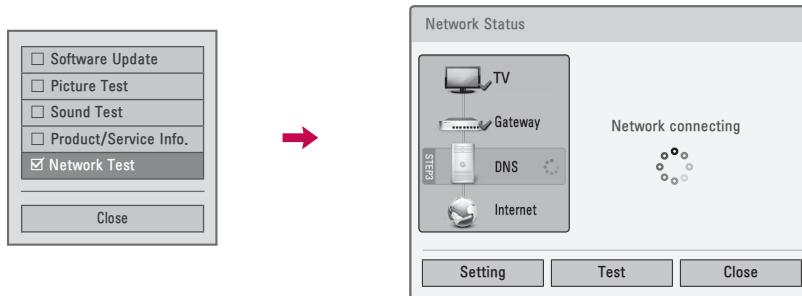 Software Update
Picture Test
Sound Test
Product/Service Info.
Network Test
Close
Network Status
TV
Gateway
STEP3
DNS
Internet
Network connecting
Setting
Test
Close